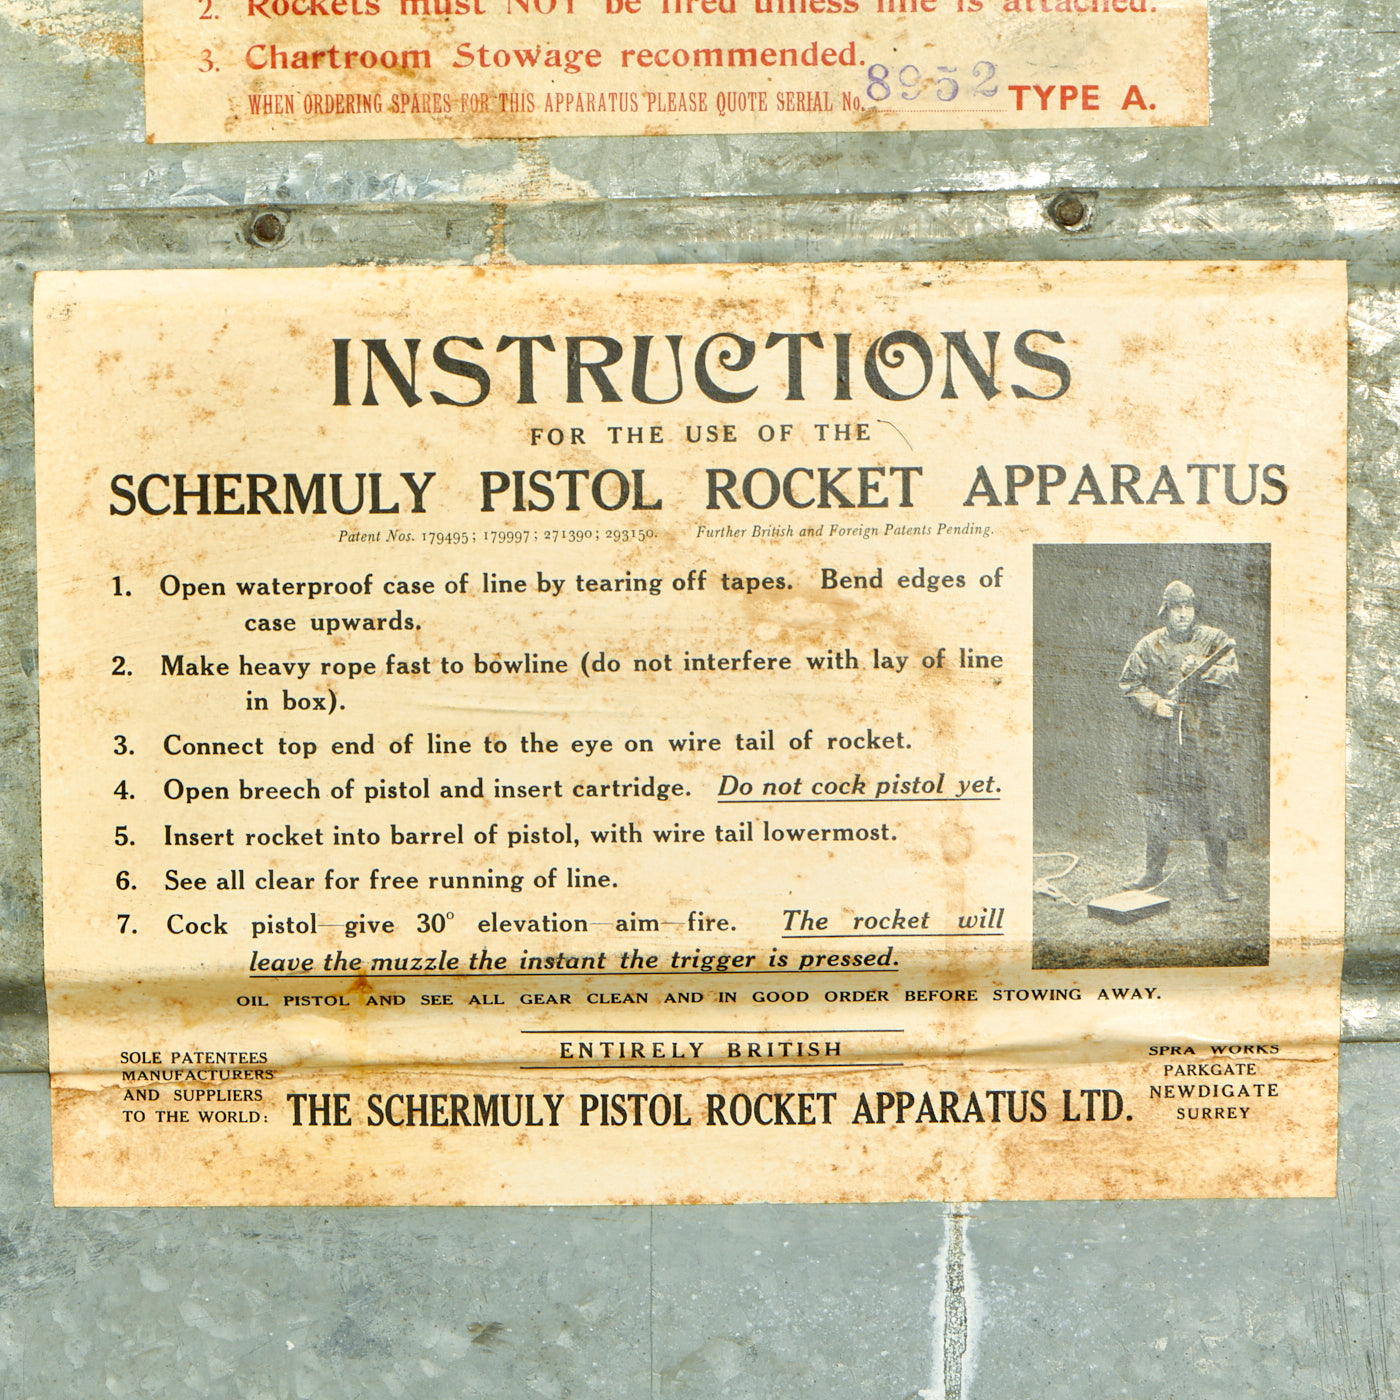 2. Rockets must NOT be fired unless line is attached.
3. Chartroom Stowage recommended.
WHEN ORDERING SPARES FOR THIS APPARATUS PLEASE QUOTE SERIAL No. 8952 TYPE A.
INSTRUCTIONS
FOR THE USE OF THE
SCHERMULY PISTOL ROCKET APPARATUS
Patent Nos. 179495; 179997; 271390; 293150. Further British and Foreign Patents Pending.
1. Open waterproof case of line by tearing off tapes. Bend edges of
case upwards.
2. Make heavy rope fast to bowline (do not interfere with lay of line
in box).
3. Connect top end of line to the eye on wire tail of rocket.
4. Open breech of pistol and insert cartridge. Do not cock pistol yet.
5. Insert rocket into barrel of pistol, with wire tail lowermost.
6. See all clear for free running of line.
7. Cock pistol—give 30° elevation—aim—fire. The rocket will
leave the muzzle the instant the trigger is pressed.
OIL PISTOL AND SEE ALL GEAR CLEAN AND IN GOOD ORDER BEFORE STOWING AWAY.
ENTIRELY BRITISH
SOLE PATENTEES
MANUFACTURERS
AND SUPPLIERS
TO THE WORLD:
THE SCHERMULY PISTOL ROCKET APPARATUS LTD.
SPRA WORKS
PARKGATE
NEWDIGATE
SURREY